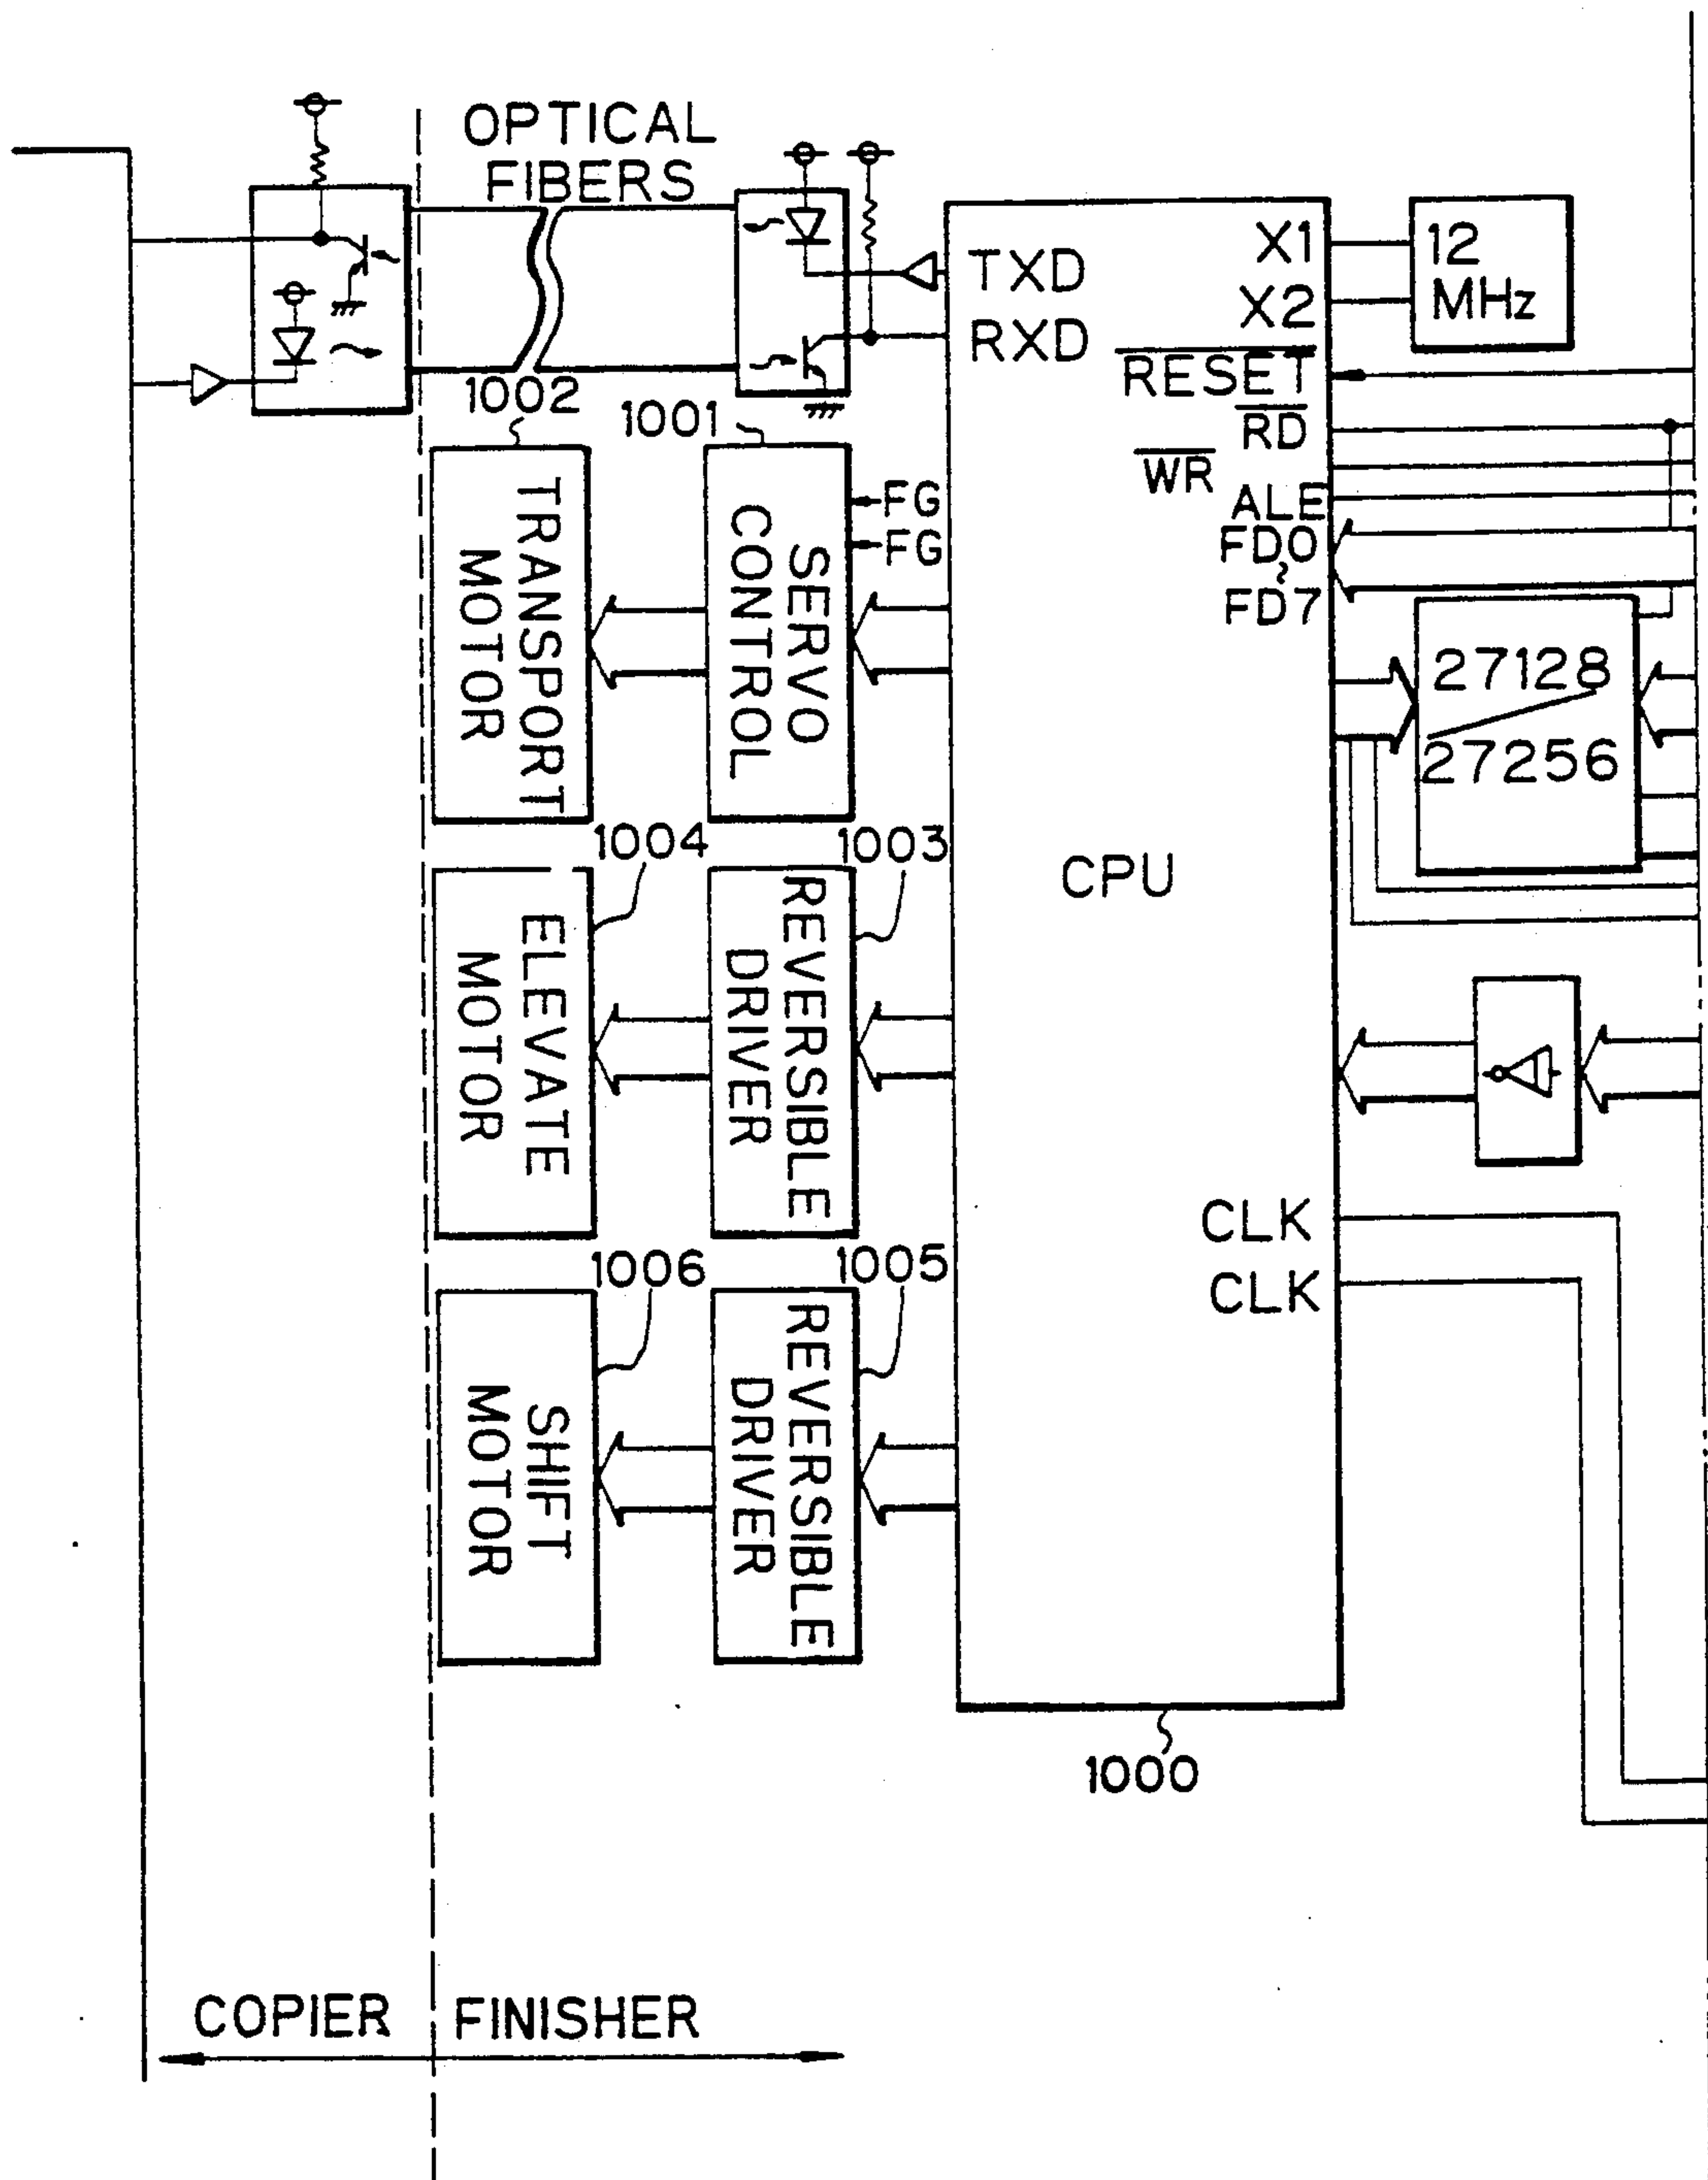 OPTICAL
FIBERS
TXD
RXD
X1
X2
12
MHz
RESET
RD
WR
ALE
FD0
~
FD7
1002
1001
TRANSPORT
MOTOR
SERVO
CONTROL
FG
FG
27128
27256
CPU
1004
1003
ELEVATE
MOTOR
REVERSIBLE
DRIVER
1006
1005
SHIFT
MOTOR
REVERSIBLE
DRIVER
CLK
CLK
1000
COPIER
FINISHER